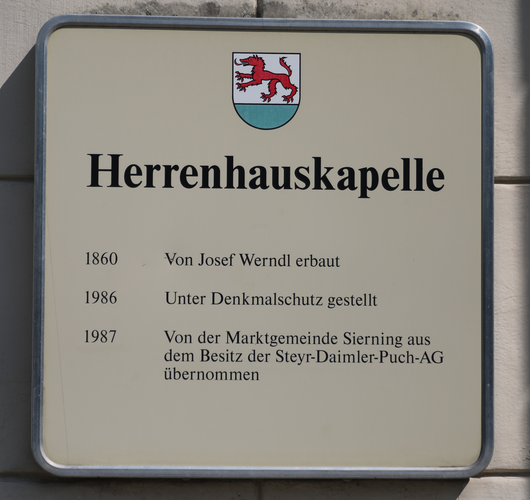 Herrenhauskapelle
1860 Von Josef Werndl erbaut
1986 Unter Denkmalschutz gestellt
1987 Von der Marktgemeinde Sierning aus
dem Besitz der Steyr-Daimler-Puch-AG
übernommen